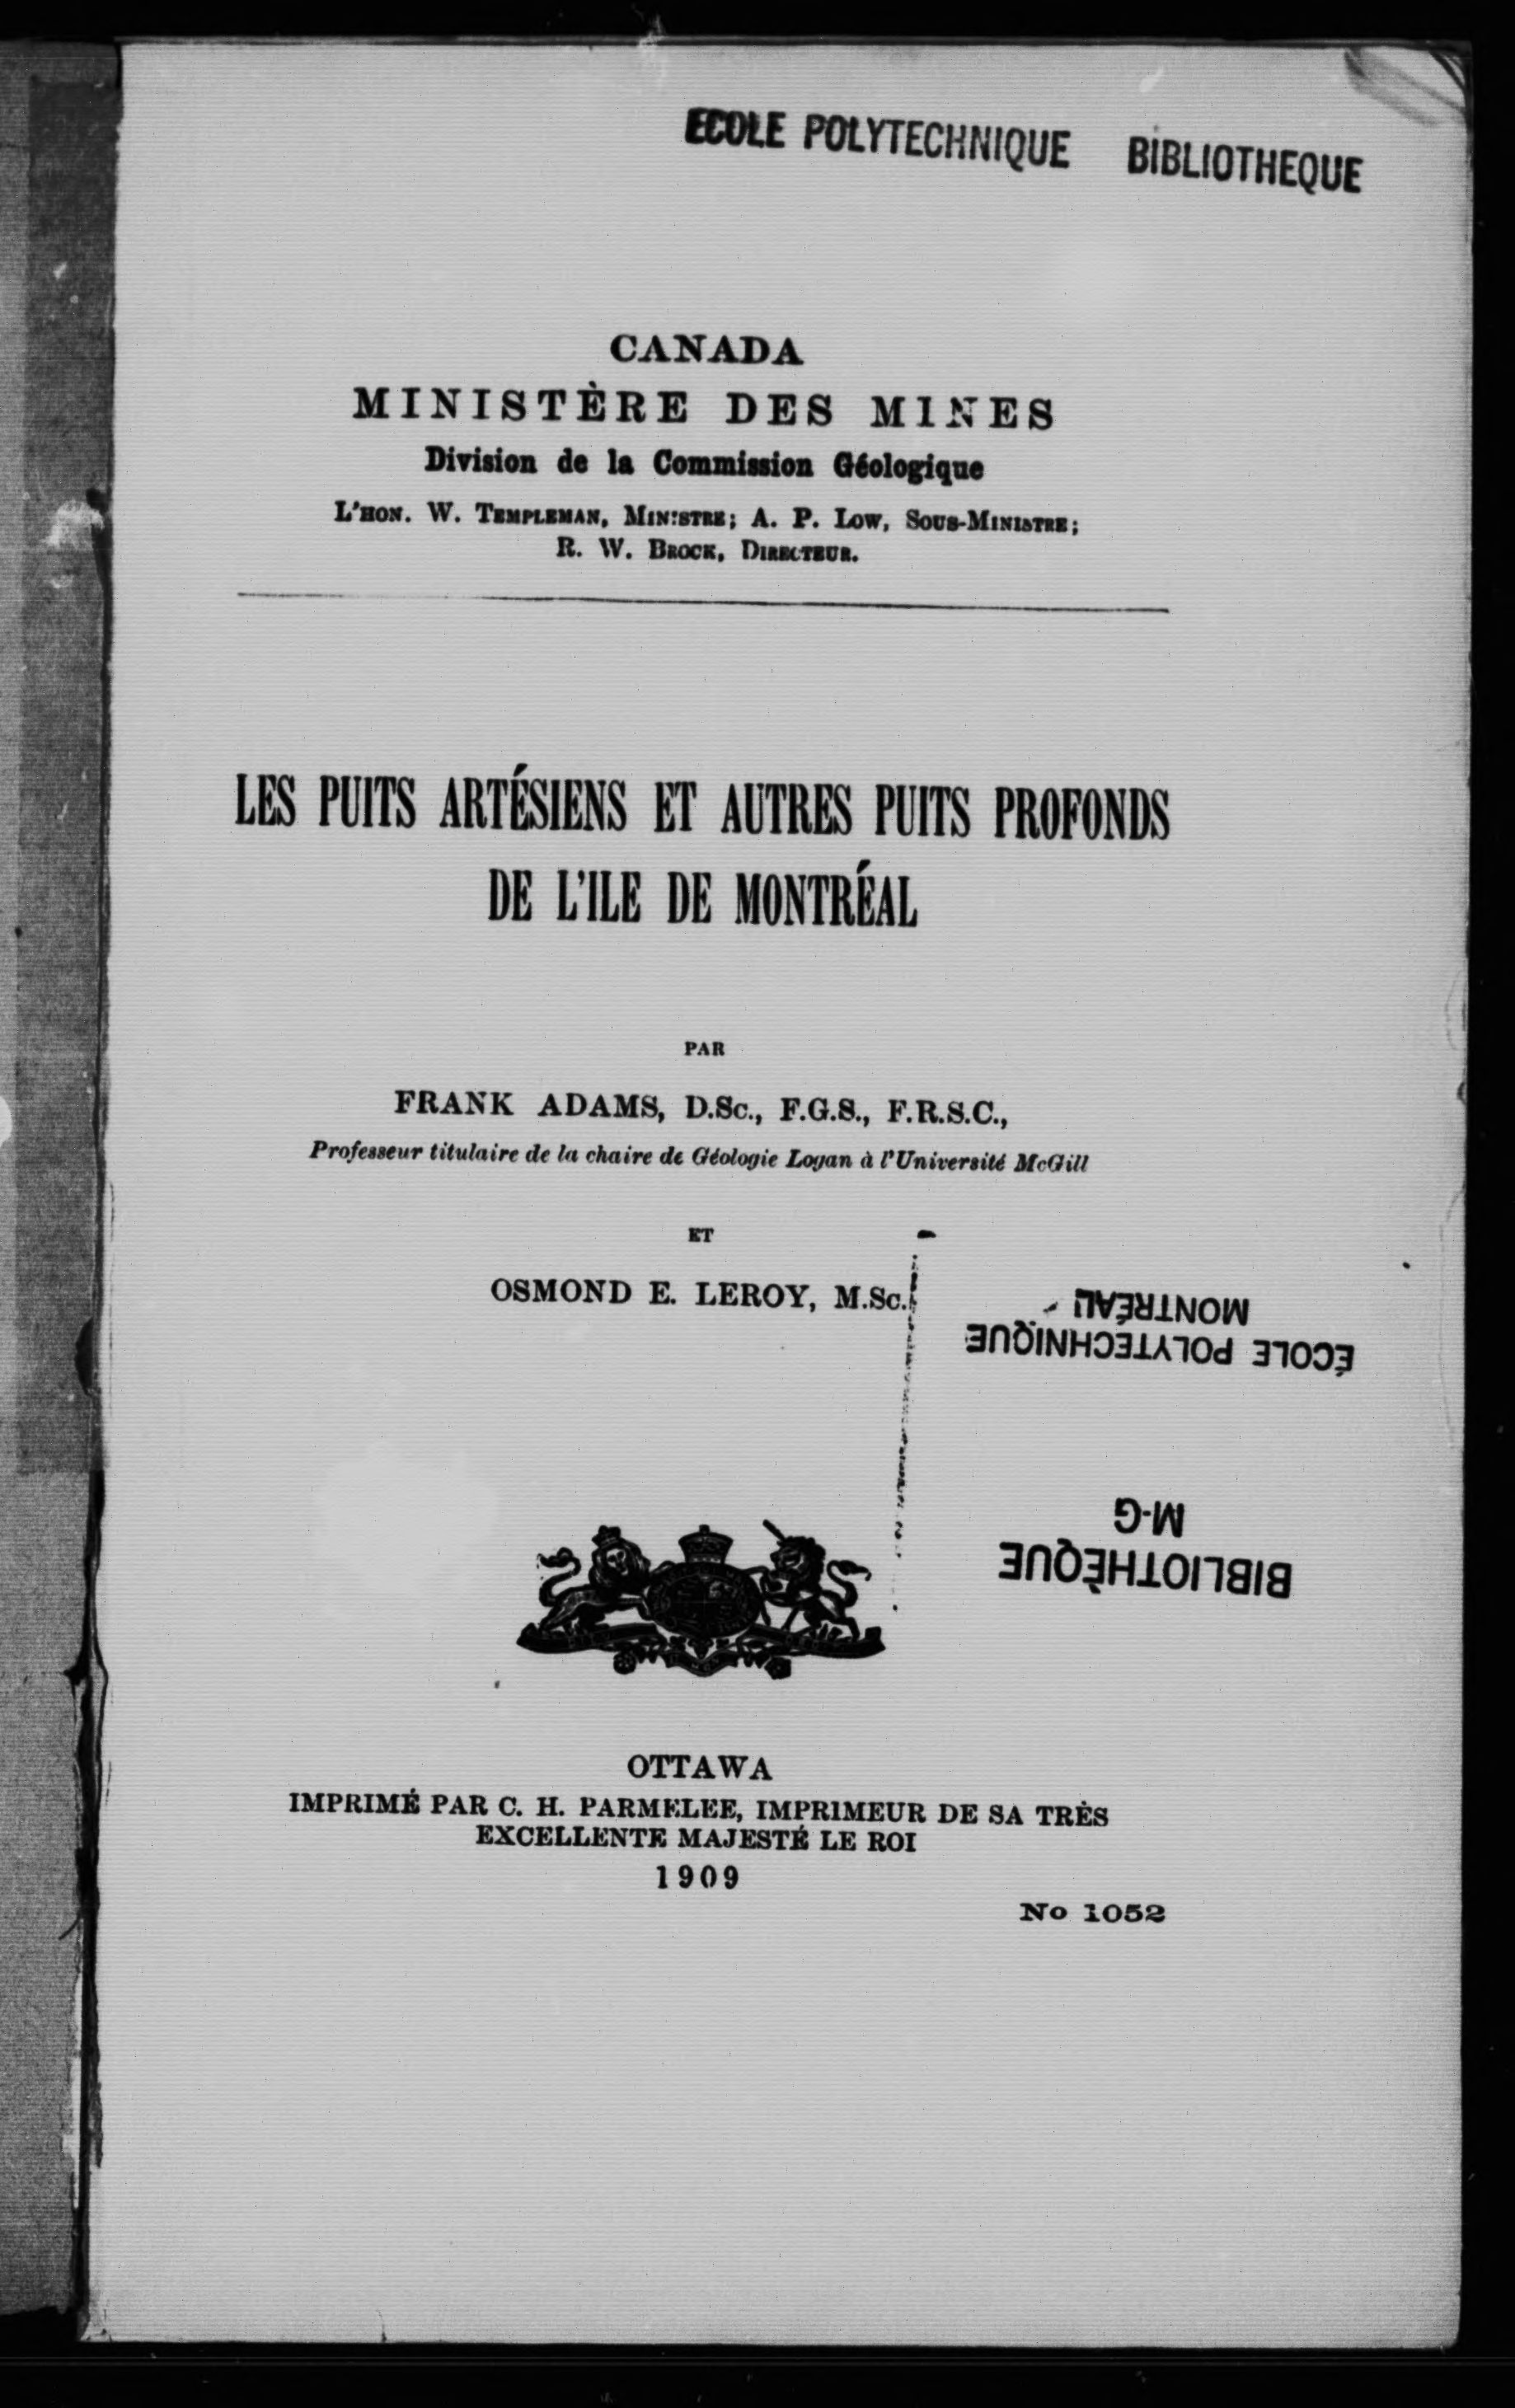 ECOLE POLYTECHNIQUE BIBLIOTHEQUE
CANADA
MINISTÈRE DES MINES
Division de la Commission Géologique
L'HON. W. TEMPLEMAN, MINISTRE; A. P. LOW, SOUS-MINISTRE;
R. W. BROCK, DIRECTEUR.
LES PUITS ARTÉSIENS ET AUTRES PUITS PROFONDS
DE L'ILE DE MONTRÉAL
PAR
FRANK ADAMS, D.Sc., F.G.S., F.R.S.C.,
Professeur titulaire de la chaire de Géologie Logan à l'Université McGill
ET
OSMOND E. LEROY, M.Sc.
BIBLIOTHÈQUE
M-G
ÉCOLE POLYTECHNIQUE
MONTRÉAL
OTTAWA
IMPRIMÉ PAR C. H. PARMELEE, IMPRIMEUR DE SA TRÈS
EXCELLENTE MAJESTÉ LE ROI
1909
No 1052